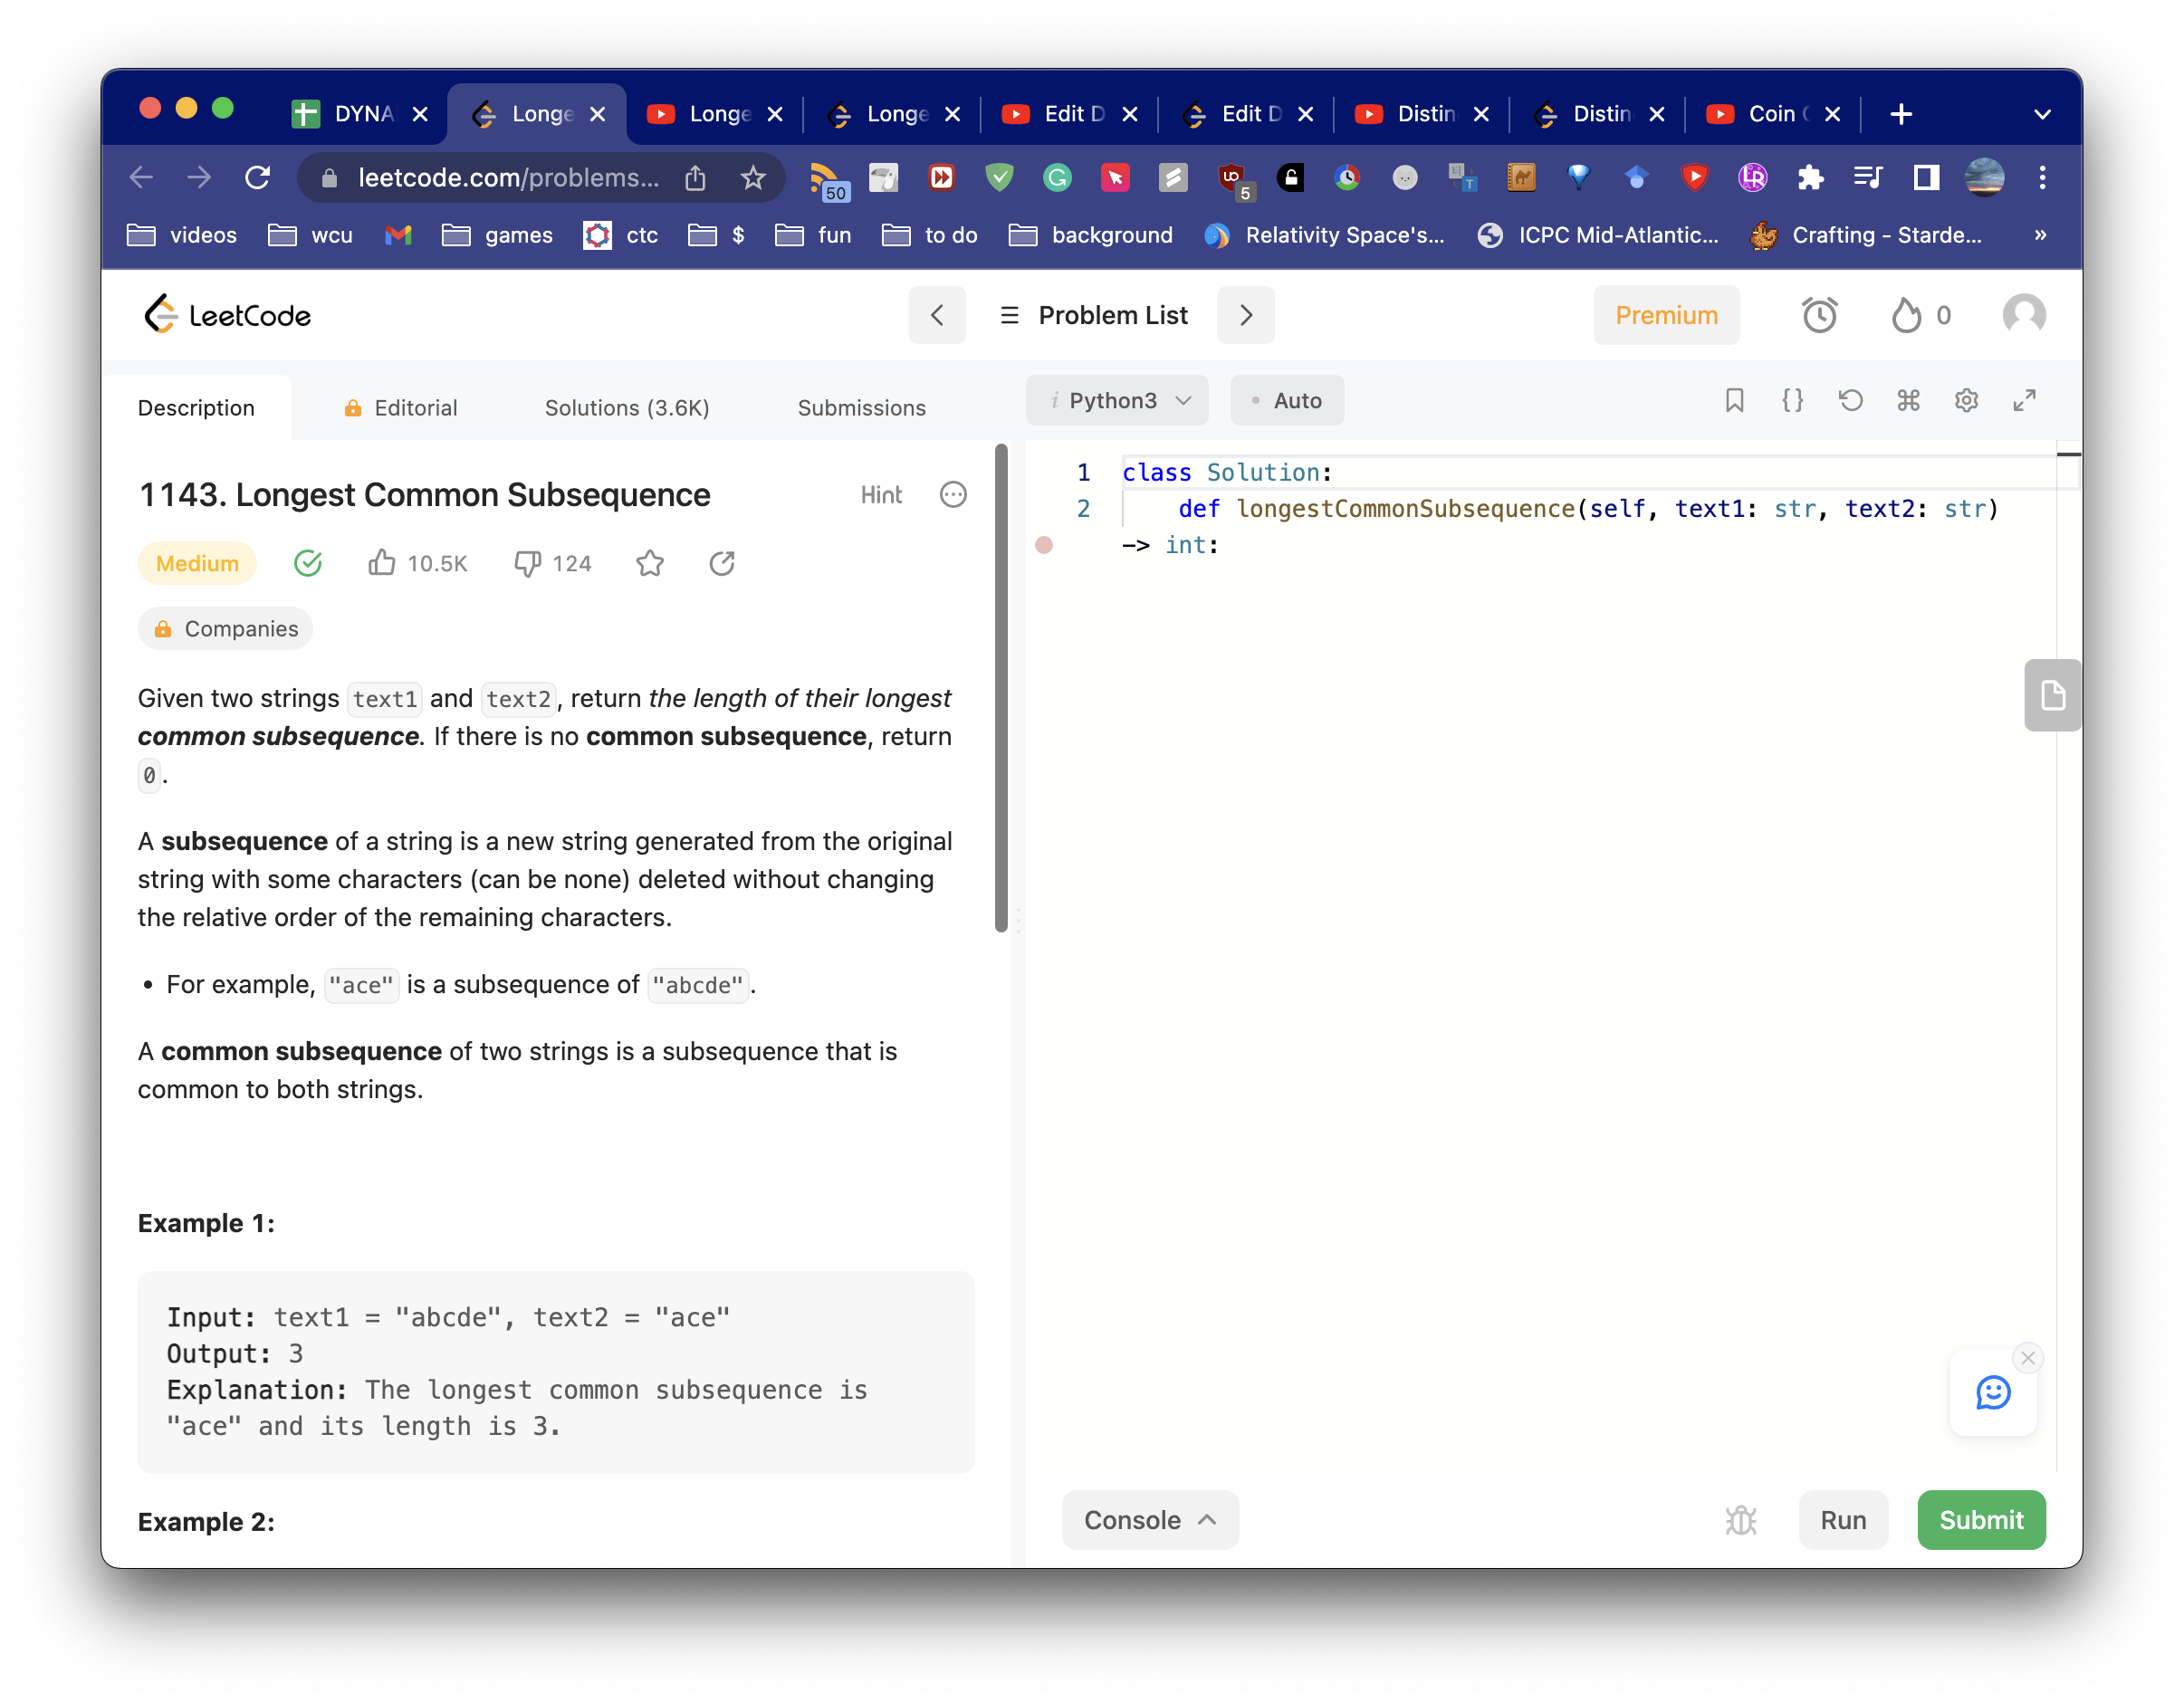 DYNA
Longe
Longe
Longe
Edit D
Edit D
Distin
Distin
Coin
leetcode.com/problems...
50
5
videos
wcu
games
ctc
$
fun
to do
background
Relativity Space's...
ICPC Mid-Atlantic...
Crafting - Starde...
»
LeetCode
Problem List
Premium
0
Description
Editorial
Solutions (3.6K)
Submissions
Python3
Auto
1143. Longest Common Subsequence
Hint
Medium
10.5K
124
Companies
Given two strings text1 and text2, return the length of their longest
common subsequence. If there is no common subsequence, return
0.
A subsequence of a string is a new string generated from the original
string with some characters (can be none) deleted without changing
the relative order of the remaining characters.
• For example, "ace" is a subsequence of "abcde".
A common subsequence of two strings is a subsequence that is
common to both strings.
Example 1:
Input: text1 = "abcde", text2 = "ace"
Output: 3
Explanation: The longest common subsequence is
"ace" and its length is 3.
Example 2:
1 class Solution:
2 def longestCommonSubsequence(self, text1: str, text2: str)
-> int:
Console
Run
Submit